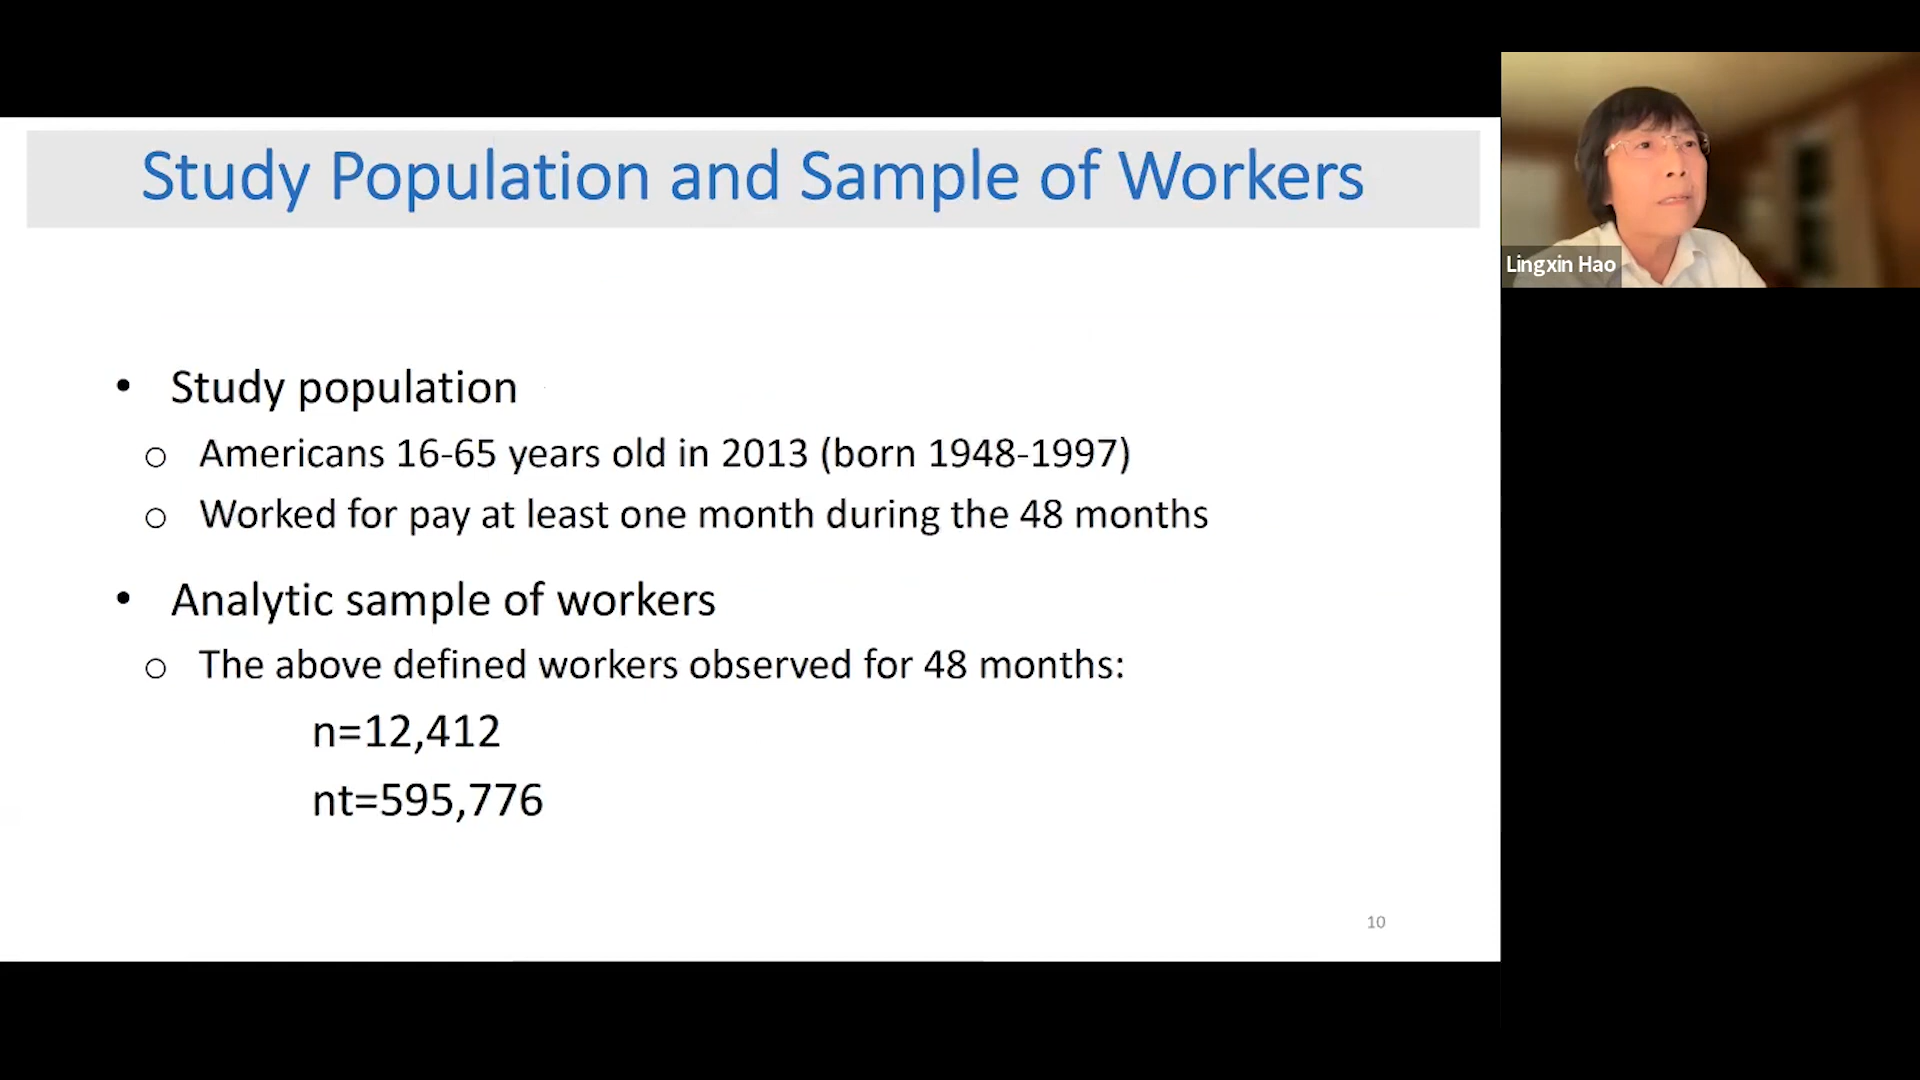 Study Population and Sample of Workers
Lingxin Hao
• Study population
o Americans 16-65 years old in 2013 (born 1948-1997)
o Worked for pay at least one month during the 48 months
• Analytic sample of workers
o The above defined workers observed for 48 months:
n=12,412
nt=595,776
10